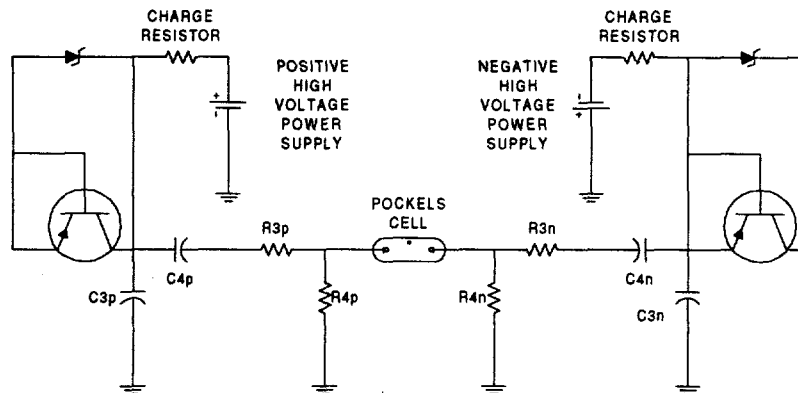 CHARGE
RESISTOR
POSITIVE
HIGH
VOLTAGE
POWER
SUPPLY
+
-
NEGATIVE
HIGH
VOLTAGE
POWER
SUPPLY
-
+
CHARGE
RESISTOR
POCKELS
CELL
R3p
R3n
C4p
C4n
C3p
R4p
R4n
C3n